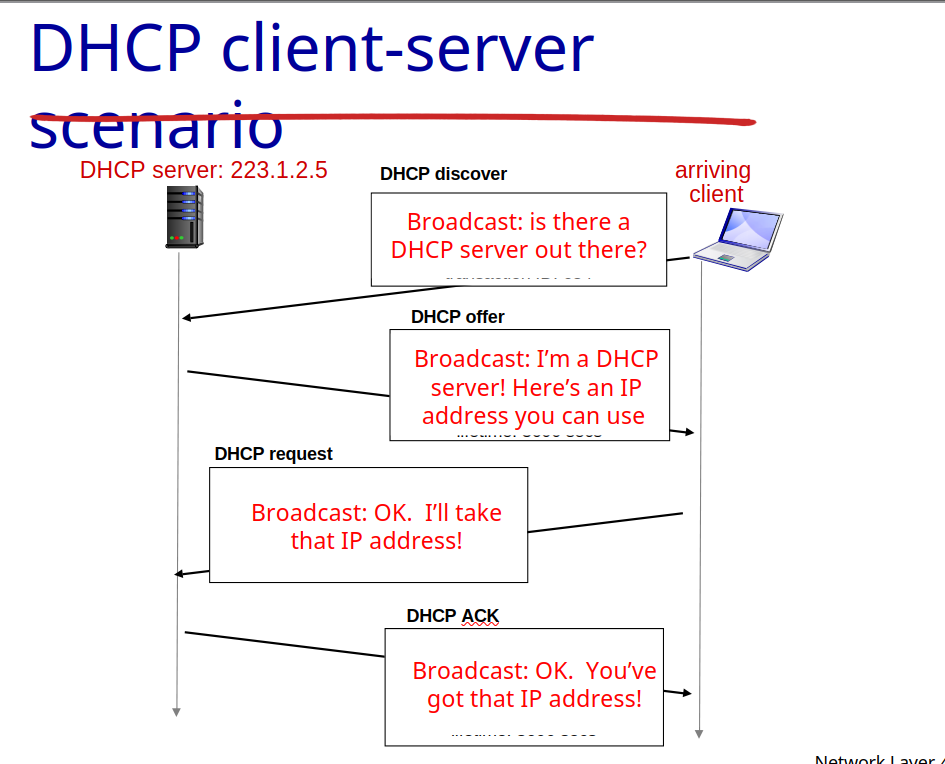 DHCP client-server
scenario
DHCP server: 223.1.2.5
DHCP discover
arriving
client
Broadcast: is there a
DHCP server out there?
DHCP offer
Broadcast: I’m a DHCP
server! Here’s an IP
address you can use
DHCP request
Broadcast: OK.  I’ll take
that IP address!
DHCP ACK
Broadcast: OK.  You’ve
got that IP address!
Network Layer